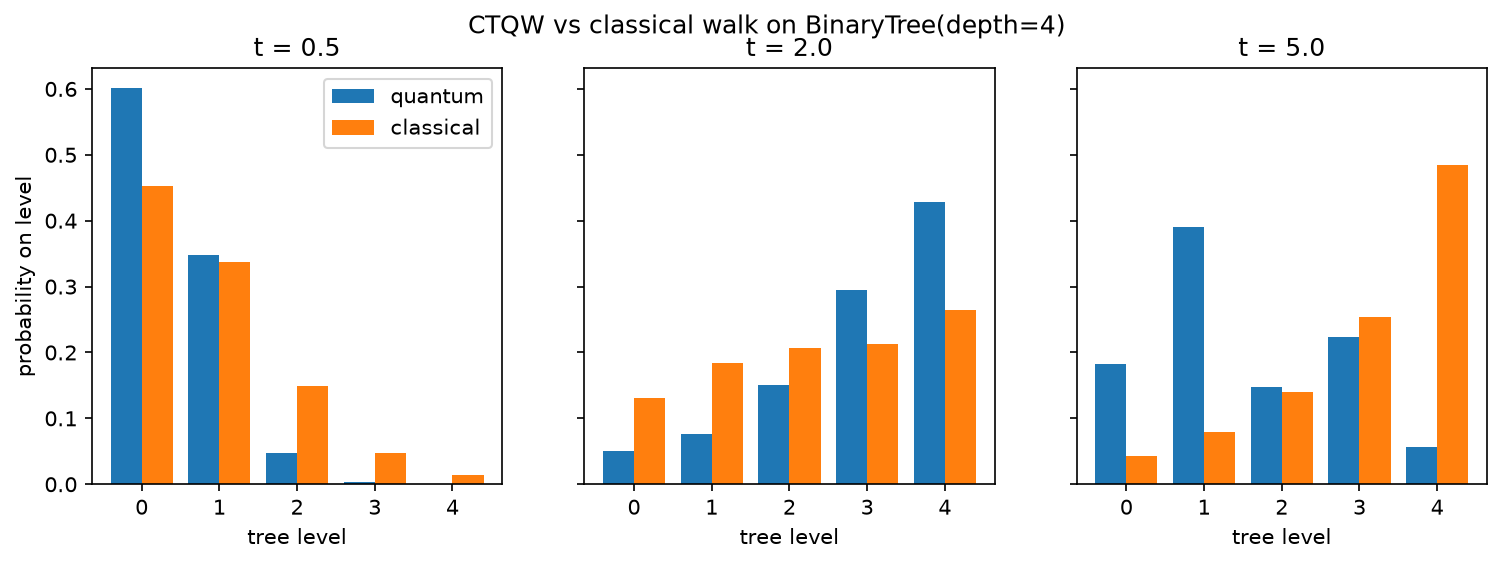 CTQW vs classical walk on BinaryTree(depth=4)
t = 0.5
t = 2.0
t = 5.0
quantum
classical
probability on level
0.6
0.5
0.4
0.3
0.2
0.1
0.0
0 1 2 3 4
0 1 2 3 4
0 1 2 3 4
tree level
tree level
tree level